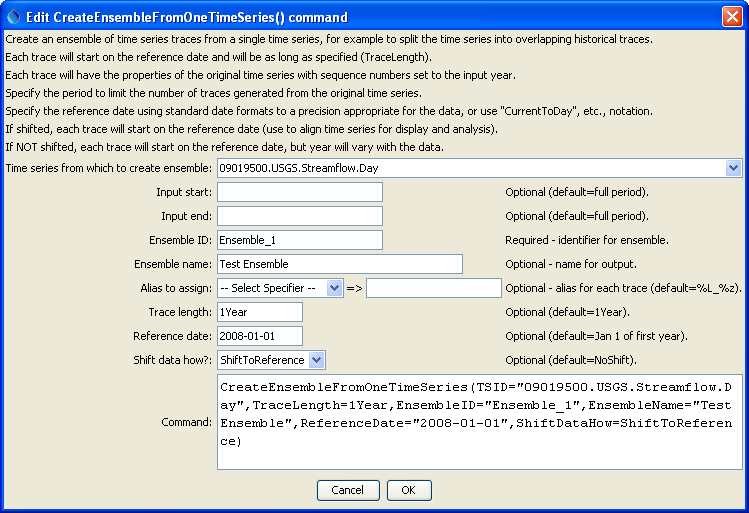 Edit CreateEnsembleFromOneTimeSeries() command
Create an ensemble of time series traces from a single time series, for example to split the time series into overlapping historical traces.
Each trace will start on the reference date and will be as long as specified (TraceLength).
Each trace will have the properties of the original time series with sequence numbers set to the input year.
Specify the period to limit the number of traces generated from the original time series.
Specify the reference date using standard date formats to a precision appropriate for the data, or use "CurrentToDay", etc., notation.
If shifted, each trace will start on the reference date (use to align time series for display and analysis).
If NOT shifted, each trace will start on the reference date, but year will vary with the data.
Time series from which to create ensemble: 09019500.USGS.Streamflow.Day
Input start: Optional (default=full period).
Input end: Optional (default=full period).
Ensemble ID: Ensemble_1 Required - identifier for ensemble.
Ensemble name: Test Ensemble Optional - name for output.
Alias to assign: -- Select Specifier -- => Optional - alias for each trace (default=%L_%z).
Trace length: 1Year Optional (default=1Year).
Reference date: 2008-01-01 Optional (default=Jan 1 of first year).
Shift data how?: ShiftToReference Optional (default=NoShift).
CreateEnsembleFromOneTimeSeries(TSID="09019500.USGS.Streamflow.D
ay",TraceLength=1Year,EnsembleID="Ensemble_1",EnsembleName="Test
Command: Ensemble",ReferenceDate="2008-01-01",ShiftDataHow=ShiftToReferen
ce)
Cancel OK